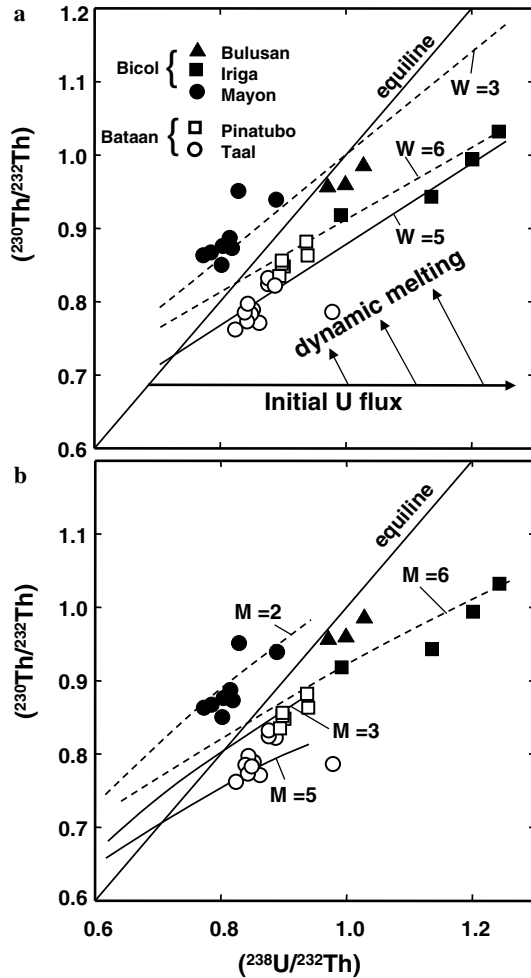 a
1.2
1.1
1.0
0.9
0.8
0.7
0.6
(²³⁰Th/²³²Th)
Bicol { Bulusan
Iriga
Mayon
Bataan { Pinatubo
Taal
equiline
W =3
W =6
W =5
dynamic melting
Initial U flux
b
1.1
1.0
0.9
0.8
0.7
0.6
(²³⁰Th/²³²Th)
equiline
M =2
M =6
M =3
M =5
0.6 0.8 1.0 1.2
(²³⁸U/²³²Th)